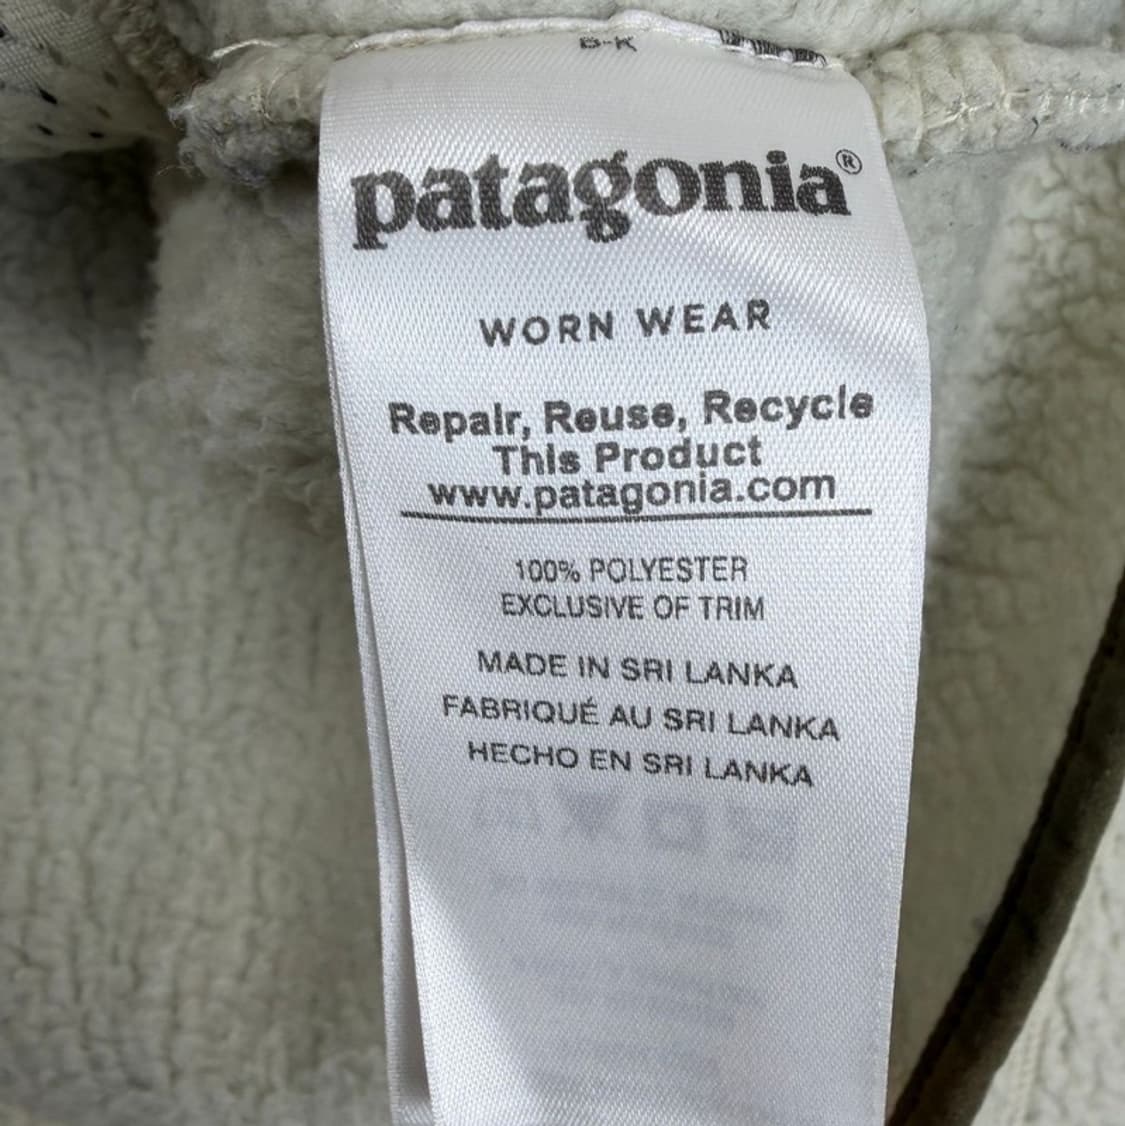 B-K
patagonia®
WORN WEAR
Repair, Reuse, Recycle
This Product
www.patagonia.com
100% POLYESTER
EXCLUSIVE OF TRIM
MADE IN SRI LANKA
FABRIQUÉ AU SRI LANKA
HECHO EN SRI LANKA